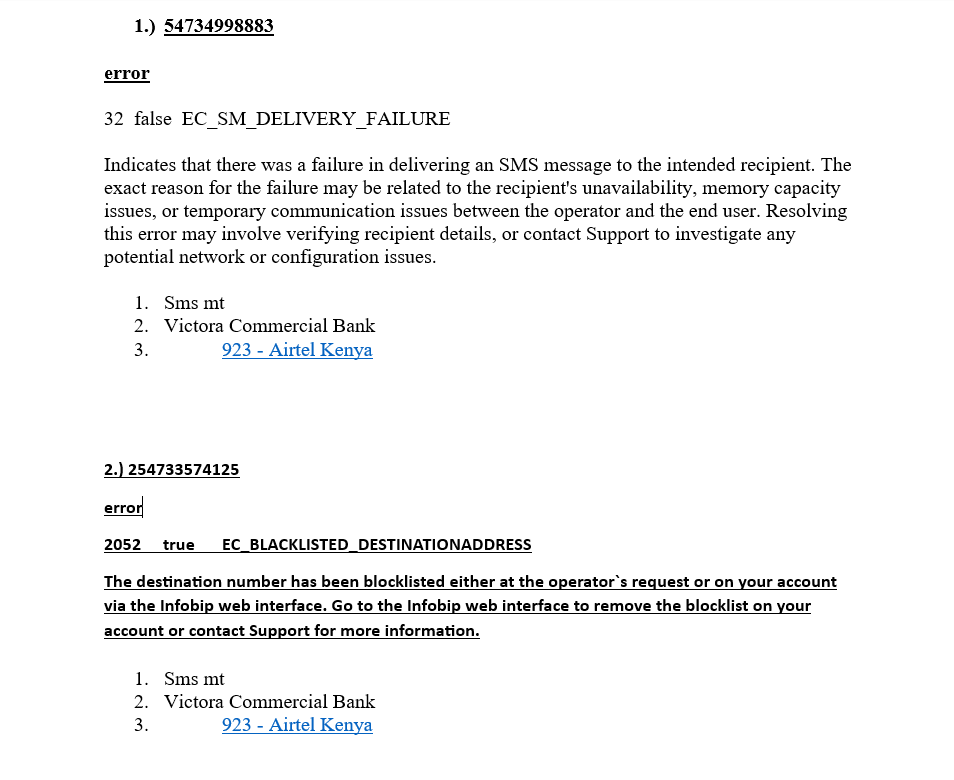 1.) 54734998883
error
32 false EC_SM_DELIVERY_FAILURE
Indicates that there was a failure in delivering an SMS message to the intended recipient. The
exact reason for the failure may be related to the recipient's unavailability, memory capacity
issues, or temporary communication issues between the operator and the end user. Resolving
this error may involve verifying recipient details, or contact Support to investigate any
potential network or configuration issues.
1. Sms mt
2. Victora Commercial Bank
3. 923 - Airtel Kenya
2.) 254733574125
error
2052 true EC_BLACKLISTED_DESTINATIONADDRESS
The destination number has been blocklisted either at the operator`s request or on your account
via the Infobip web interface. Go to the Infobip web interface to remove the blocklist on your
account or contact Support for more information.
1. Sms mt
2. Victora Commercial Bank
3. 923 - Airtel Kenya